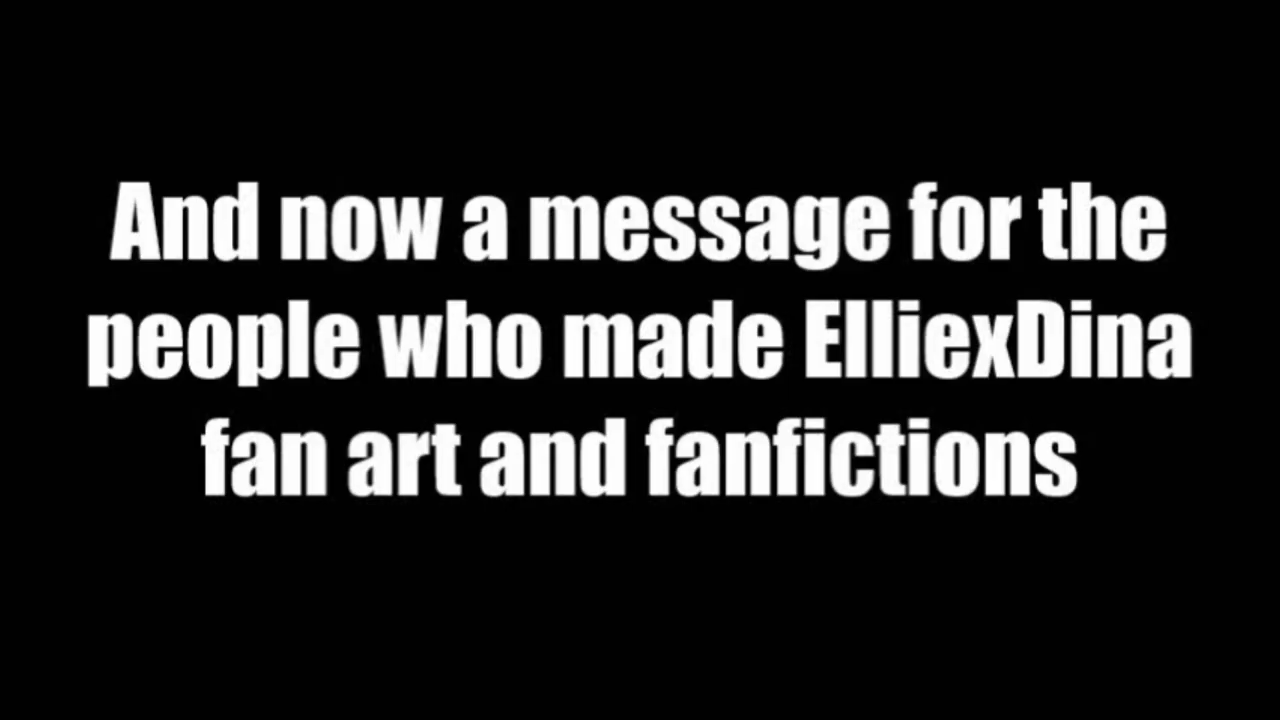 And now a message for the
people who made ElliexDina
fan art and fanfictions